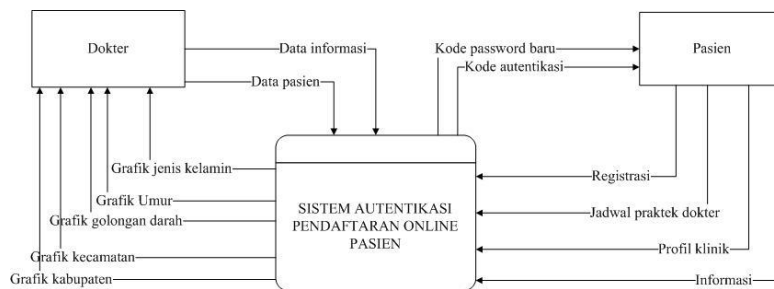 Dokter
Data informasi
Kode password baru
Pasien
Kode autentikasi
Data pasien
Grafik jenis kelamin
Registrasi
Grafik Umur
SISTEM AUTENTIKASI
PENDAFTARAN ONLINE
PASIEN
Jadwal praktek dokter
Grafik golongan darah
Profil klinik
Grafik kecamatan
Grafik kabupaten
Informasi